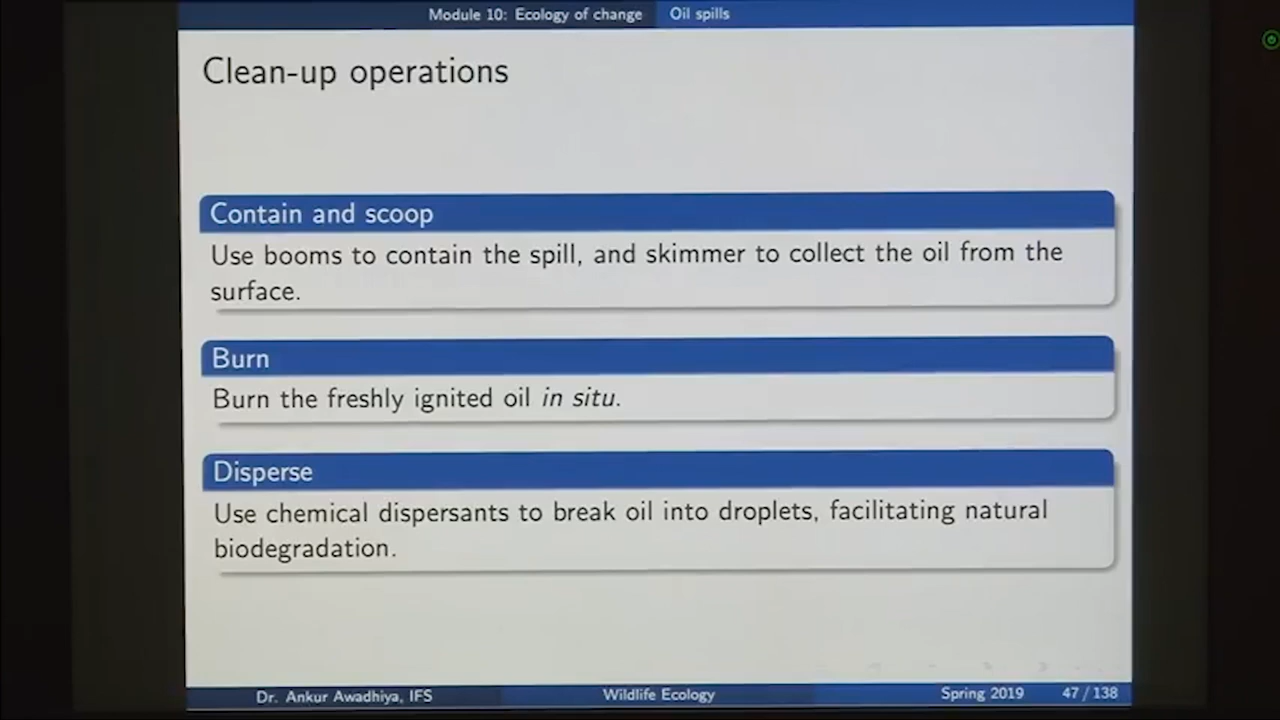 Module 10: Ecology of change Oil spills
Clean-up operations
Contain and scoop
Use booms to contain the spill, and skimmer to collect the oil from the
surface.
Burn
Burn the freshly ignited oil in situ.
Disperse
Use chemical dispersants to break oil into droplets, facilitating natural
biodegradation.
Dr. Ankur Awadhiya, IFS Wildlife Ecology Spring 2019 47 / 138